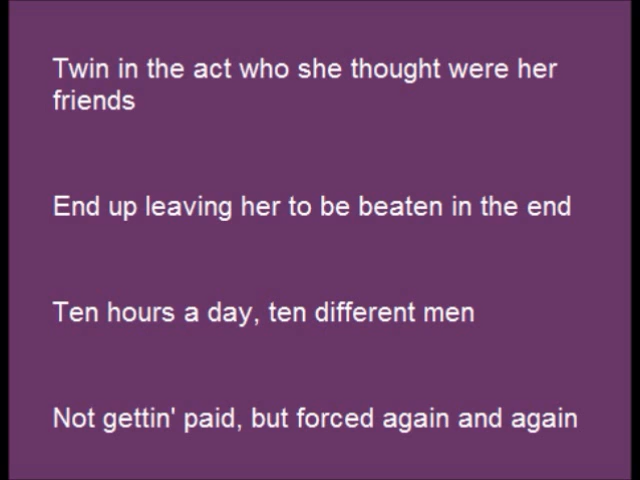 Twin in the act who she thought were her
friends
End up leaving her to be beaten in the end
Ten hours a day, ten different men
Not gettin' paid, but forced again and again